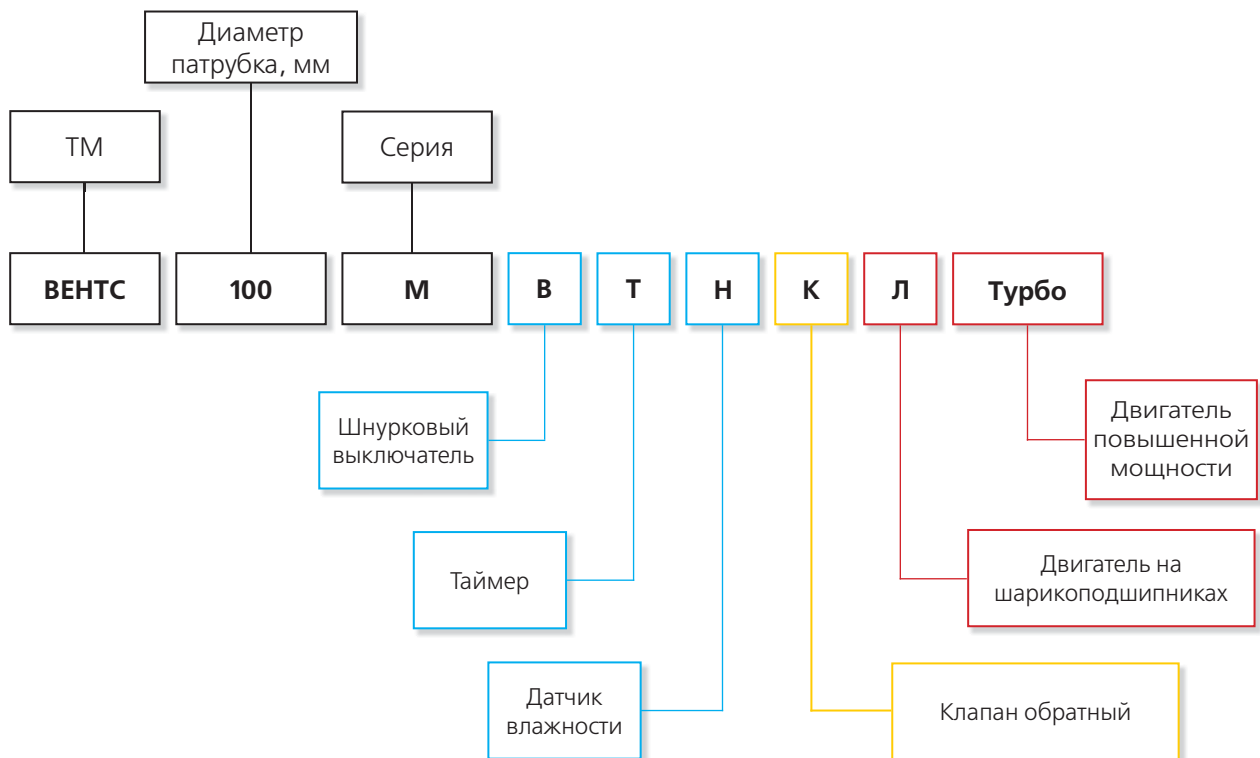 Диаметр
патрубка, мм
ТМ
Серия
ВЕНТС
100
М
В
Т
Н
К
Л
Турбо
Шнурковый
выключатель
Двигатель
повышенной
мощности
Таймер
Двигатель на
шарикоподшипниках
Датчик
влажности
Клапан обратный